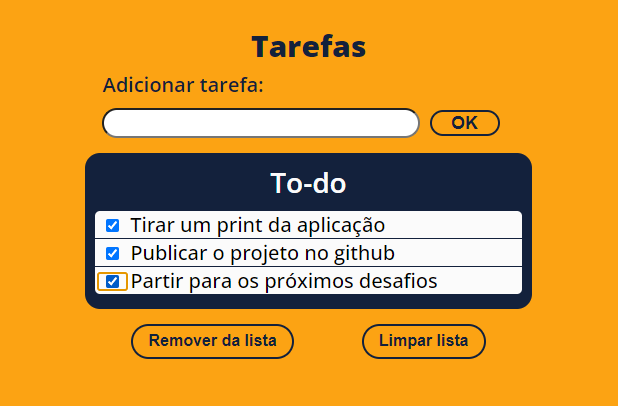 Tarefas
Adicionar tarefa:
OK
To-do
Tirar um print da aplicação
Publicar o projeto no github
Partir para os próximos desafios
Remover da lista
Limpar lista